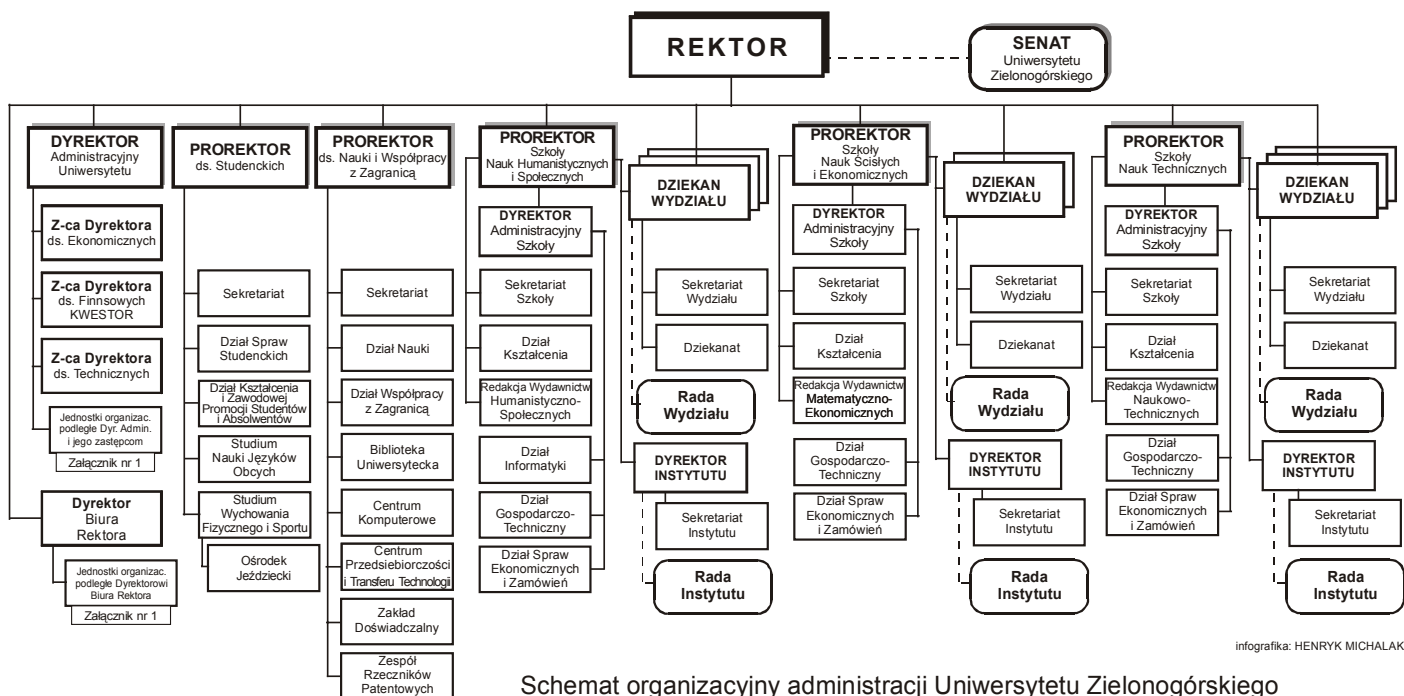 REKTOR
SENAT
Uniwersytetu
Zielonogórskiego
DYREKTOR
Administracyjny
Uniwersytetu
Z-ca Dyrektora
ds. Ekonomicznych
Z-ca Dyrektora
ds. Finnsowych
KWESTOR
Z-ca Dyrektora
ds. Technicznych
Jednostki organizac.
podległe Dyr. Admin.
i jego zastępcom
Załącznik nr 1
Dyrektor
Biura
Rektora
Jednostki organizac.
podległe Dyrektorowi
Biura Rektora
Załącznik nr 1
PROREKTOR
ds. Studenckich
Sekretariat
Dział Spraw
Studenckich
Dział Kształcenia
i Zawodowej
Promocji Studentów
i Absolwentów
Studium
Nauki Języków
Obcych
Studium
Wychowania
Fizycznego i Sportu
Ośrodek
Jeździecki
PROREKTOR
ds. Nauki i Współpracy
z Zagranicą
Sekretariat
Dział Nauki
Dział Współpracy
z Zagranicą
Biblioteka
Uniwersytecka
Centrum
Komputerowe
Centrum
Przedsiebiorczości
i Transferu Technologii
Zakład
Doświadczalny
Zespół
Rzeczników
Patentowych
PROREKTOR
Szkoły
Nauk Humanistycznych
i Społecznych
DYREKTOR
Administracyjny
Szkoły
Sekretariat
Szkoły
Dział
Kształcenia
Redakcja Wydawnictw
Humanistyczno-
Społecznych
Dział
Informatyki
Dział
Gospodarczo-
Techniczny
Dział Spraw
Ekonomicznych
i Zamówień
DZIEKAN
WYDZIAŁU
Sekretariat
Wydziału
Dziekanat
Rada
Wydziału
DYREKTOR
INSTYTUTU
Sekretariat
Instytutu
Rada
Instytutu
PROREKTOR
Szkoły
Nauk Ścisłych
i Ekonomicznych
DYREKTOR
Administracyjny
Szkoły
Sekretariat
Szkoły
Dział
Kształcenia
Redakcja Wydawnictw
Matematyczno-
Ekonomicznych
Dział
Gospodarczo-
Techniczny
Dział Spraw
Ekonomicznych
i Zamówień
DZIEKAN
WYDZIAŁU
Sekretariat
Wydziału
Dziekanat
Rada
Wydziału
DYREKTOR
INSTYTUTU
Sekretariat
Instytutu
Rada
Instytutu
PROREKTOR
Szkoły
Nauk Technicznych
DYREKTOR
Administracyjny
Szkoły
Sekretariat
Szkoły
Dział
Kształcenia
Redakcja Wydawnictw
Naukowo-
Technicznych
Dział
Gospodarczo-
Techniczny
Dział Spraw
Ekonomicznych
i Zamówień
DZIEKAN
WYDZIAŁU
Sekretariat
Wydziału
Dziekanat
Rada
Wydziału
DYREKTOR
INSTYTUTU
Sekretariat
Instytutu
Rada
Instytutu
infografika: HENRYK MICHALAK
Schemat organizacyjny administracji Uniwersytetu Zielonogórskiego